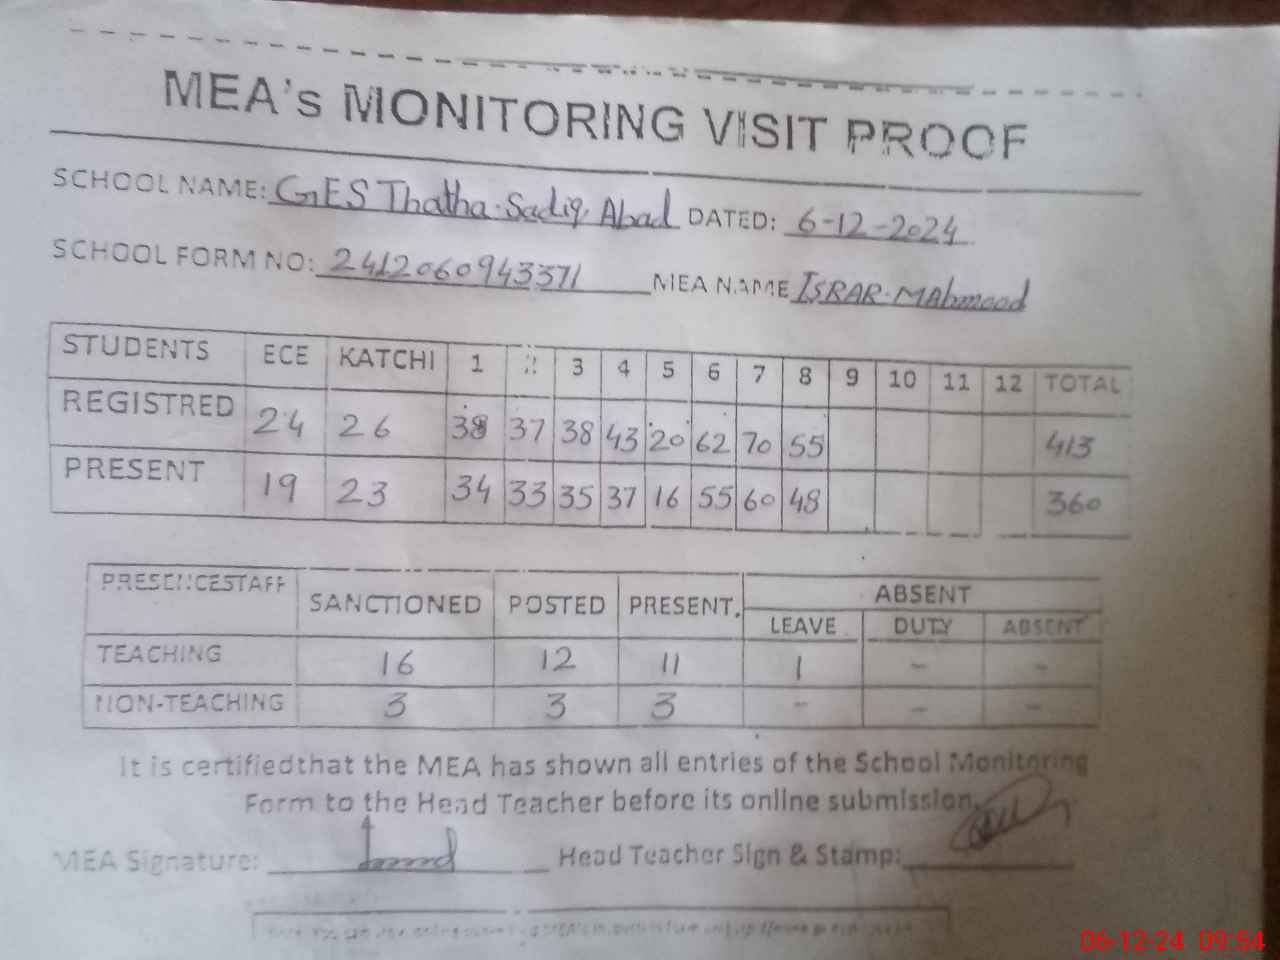 MEA's MONITORING VISIT PROOF
SCHOOL NAME: GES Thatha Sadiq Abad DATED: 6-12-2024
SCHOOL FORM NO: 2412060943371 MEA NAME ISRAR Mahmood
STUDENTS ECE KATCHI 1 2 3 4 5 6 7 8 9 10 11 12 TOTAL
REGISTRED 24 26 38 37 38 43 20 62 70 55 413
PRESENT 19 23 34 33 35 37 16 55 60 48 360
PRESENCESTAFF SANCTIONED POSTED PRESENT. ABSENT
LEAVE DUTY ABSENT
TEACHING 16 12 11 1 - -
NON-TEACHING 3 3 3 - - -
It is certifiedthat the MEA has shown all entries of the School Monitoring
Form to the Head Teacher before its online submission.
MEA Signature: Head Teacher Sign & Stamp:
06-12-24 09:54